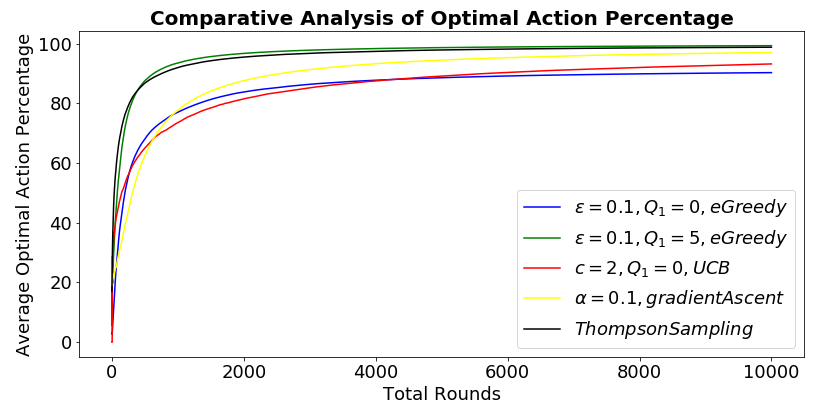 Comparative Analysis of Optimal Action Percentage
Average Optimal Action Percentage
100
80
60
40
20
0
ε = 0.1, Q₁ = 0, eGreedy
ε = 0.1, Q₁ = 5, eGreedy
c = 2, Q₁ = 0, UCB
α = 0.1, gradientAscent
ThompsonSampling
0 2000 4000 6000 8000 10000
Total Rounds